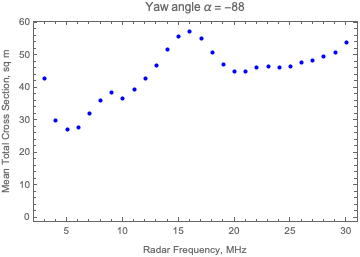 Yaw angle α = −88
60
50
40
30
20
10
0
5 10 15 20 25 30
Mean Total Cross Section, sq m
Radar Frequency, MHz